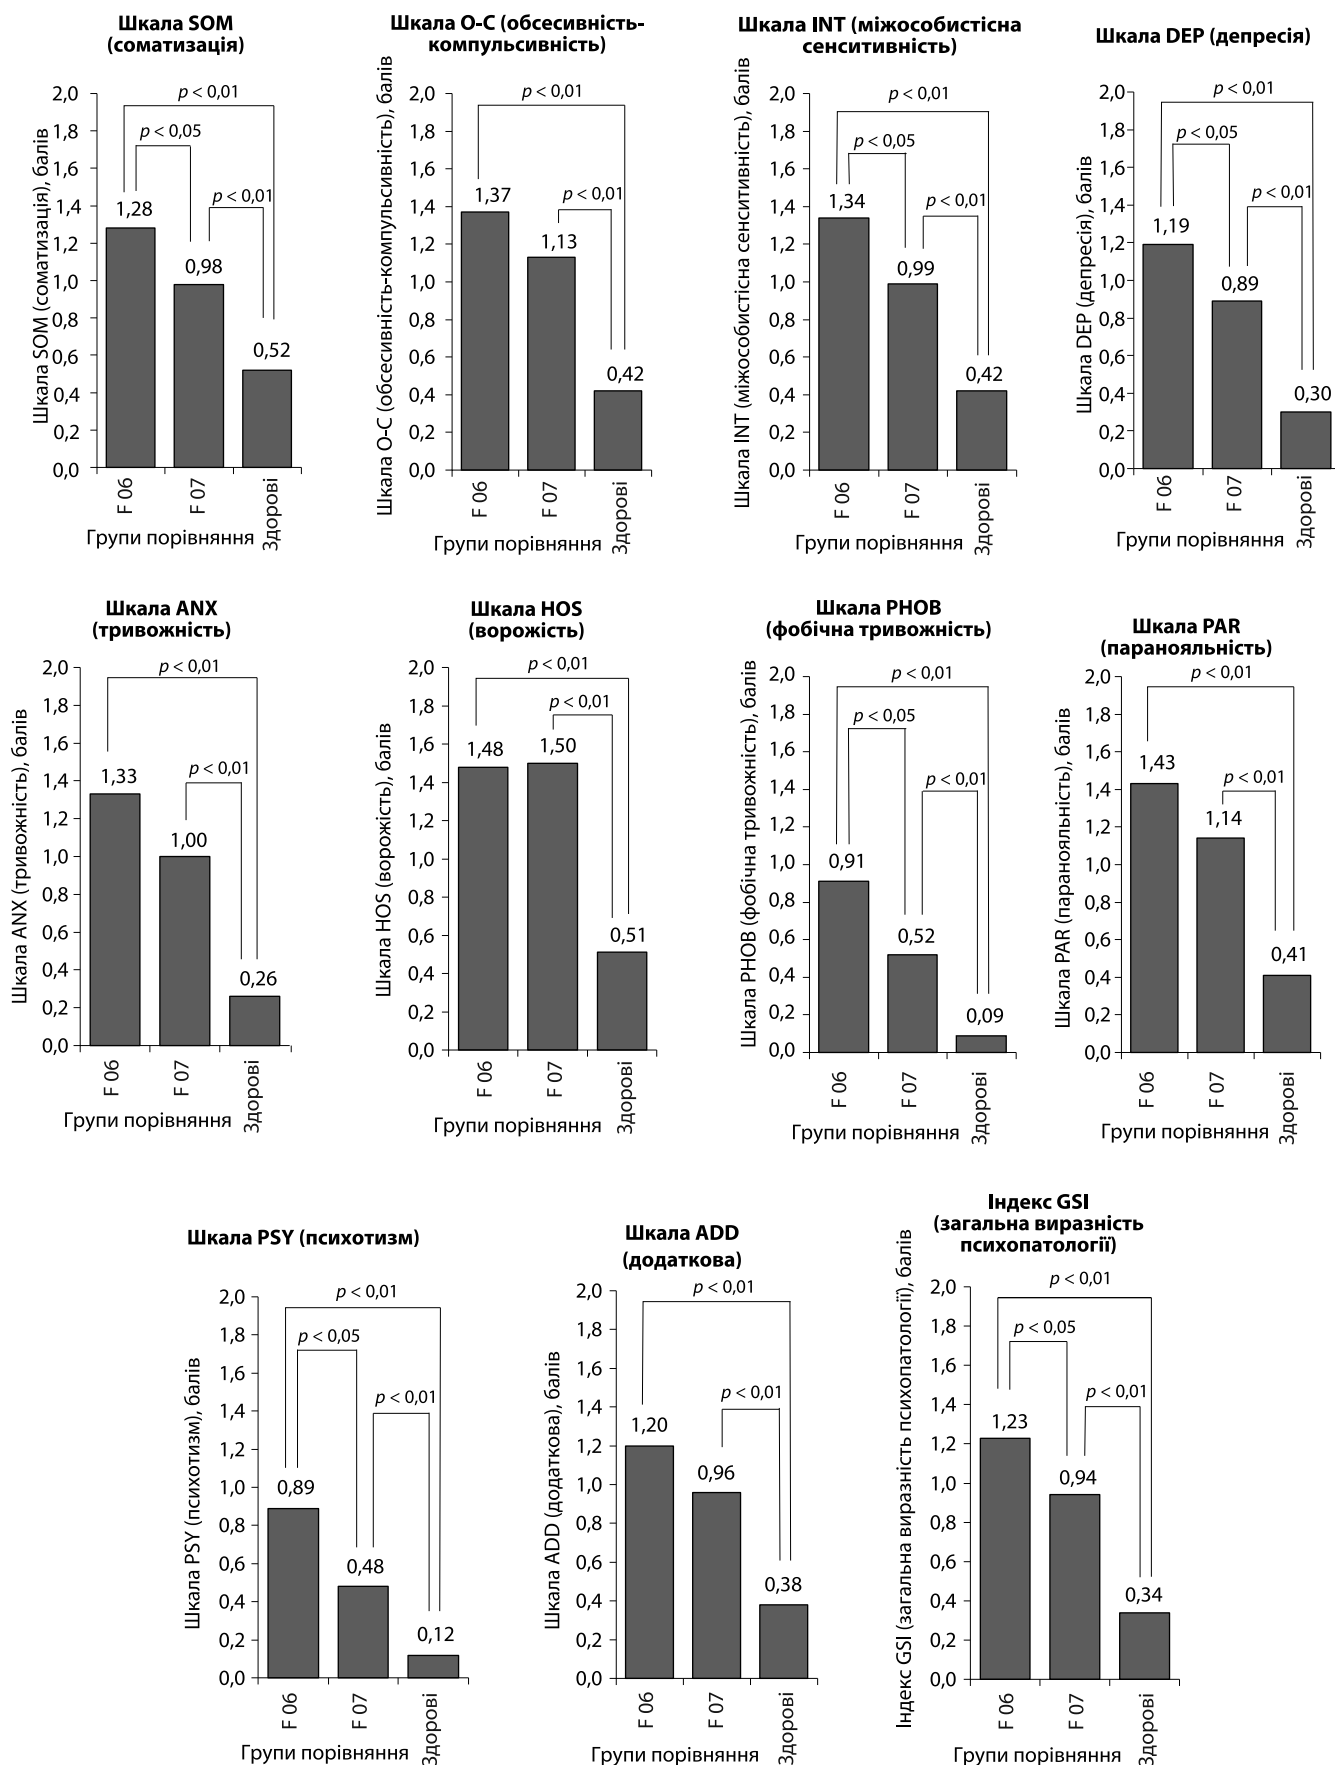 Шкала SOM
(соматизація)
Шкала SOM (соматизація), балів
2,0
1,8
1,6
1,4
1,2
1,0
0,8
0,6
0,4
0,2
0,0
p < 0,01
p < 0,05
p < 0,01
1,28
0,98
0,52
F 06
F 07
Здорові
Групи порівняння
Шкала O-C (обсесивність-
компульсивність)
Шкала O-C (обсесивність-компульсивність), балів
2,0
1,8
1,6
1,4
1,2
1,0
0,8
0,6
0,4
0,2
0,0
p < 0,01
p < 0,01
1,37
1,13
0,42
F 06
F 07
Здорові
Групи порівняння
Шкала INT (міжособистісна
сенситивність)
Шкала INT (міжособистісна сенситивність), балів
2,0
1,8
1,6
1,4
1,2
1,0
0,8
0,6
0,4
0,2
0,0
p < 0,01
p < 0,05
p < 0,01
1,34
0,99
0,42
F 06
F 07
Здорові
Групи порівняння
Шкала DEP (депресія)
Шкала DEP (депресія), балів
2,0
1,8
1,6
1,4
1,2
1,0
0,8
0,6
0,4
0,2
0,0
p < 0,01
p < 0,05
p < 0,01
1,19
0,89
0,30
F 06
F 07
Здорові
Групи порівняння
Шкала ANX
(тривожність)
Шкала ANX (тривожність), балів
2,0
1,8
1,6
1,4
1,2
1,0
0,8
0,6
0,4
0,2
0,0
p < 0,01
p < 0,01
1,33
1,00
0,26
F 06
F 07
Здорові
Групи порівняння
Шкала HOS
(ворожість)
Шкала HOS (ворожість), балів
2,0
1,8
1,6
1,4
1,2
1,0
0,8
0,6
0,4
0,2
0,0
p < 0,01
p < 0,01
1,48
1,50
0,51
F 06
F 07
Здорові
Групи порівняння
Шкала PHOB
(фобічна тривожність)
Шкала PHOB (фобічна тривожність), балів
2,0
1,8
1,6
1,4
1,2
1,0
0,8
0,6
0,4
0,2
0,0
p < 0,01
p < 0,05
p < 0,01
0,91
0,52
0,09
F 06
F 07
Здорові
Групи порівняння
Шкала PAR
(паранояльність)
Шкала PAR (паранояльність), балів
2,0
1,8
1,6
1,4
1,2
1,0
0,8
0,6
0,4
0,2
0,0
p < 0,01
p < 0,01
1,43
1,14
0,41
F 06
F 07
Здорові
Групи порівняння
Шкала PSY (психотизм)
Шкала PSY (психотизм), балів
2,0
1,8
1,6
1,4
1,2
1,0
0,8
0,6
0,4
0,2
0,0
p < 0,01
p < 0,05
p < 0,01
0,89
0,48
0,12
F 06
F 07
Здорові
Групи порівняння
Шкала ADD
(додаткова)
Шкала ADD (додаткова), балів
2,0
1,8
1,6
1,4
1,2
1,0
0,8
0,6
0,4
0,2
0,0
p < 0,01
p < 0,01
1,20
0,96
0,38
F 06
F 07
Здорові
Групи порівняння
Індекс GSI
(загальна виразність
психопатології)
Індекс GSI (загальна виразність психопатології), балів
2,0
1,8
1,6
1,4
1,2
1,0
0,8
0,6
0,4
0,2
0,0
p < 0,01
p < 0,05
p < 0,01
1,23
0,94
0,34
F 06
F 07
Здорові
Групи порівняння